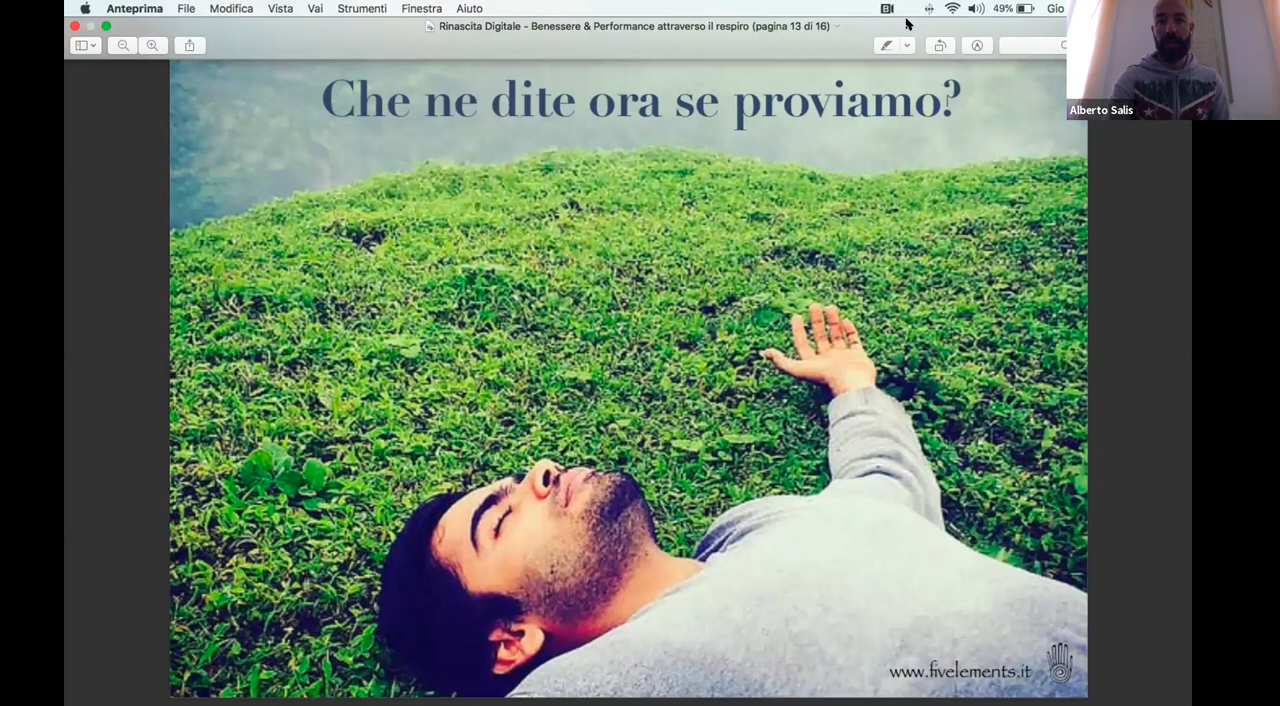 Anteprima File Modifica Vista Vai Strumenti Finestra Aiuto 49% Gio
Rinascita Digitale - Benessere & Performance attraverso il respiro (pagina 13 di 16)
Alberto Salis
Che ne dite ora se proviamo?
www.fivelements.it